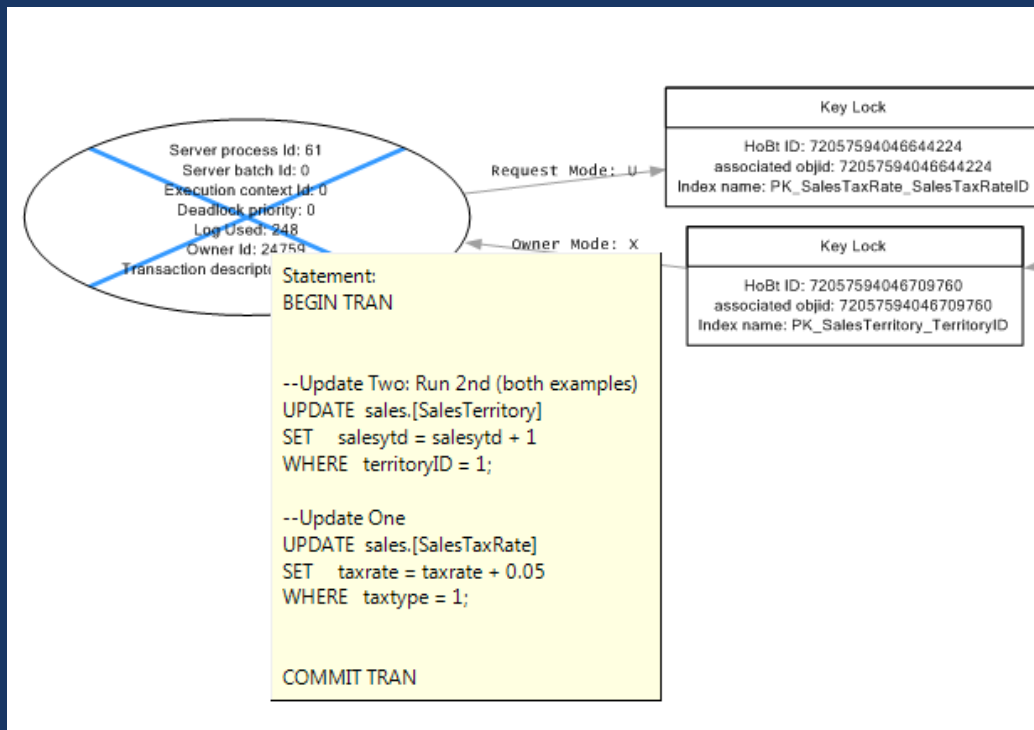 Server process Id: 61
Server batch Id: 0
Execution context Id: 0
Deadlock priority: 0
Log Used: 248
Owner Id: 24759
Transaction descripto
Request Mode: U
Owner Mode: X
Key Lock
HoBt ID: 72057594046644224
associated objid: 72057594046644224
Index name: PK_SalesTaxRate_SalesTaxRateID
Key Lock
HoBt ID: 72057594046709760
associated objid: 72057594046709760
Index name: PK_SalesTerritory_TerritoryID
Statement:
BEGIN TRAN
--Update Two: Run 2nd (both examples)
UPDATE sales.[SalesTerritory]
SET salesytd = salesytd + 1
WHERE territoryID = 1;
--Update One
UPDATE sales.[SalesTaxRate]
SET taxrate = taxrate + 0.05
WHERE taxtype = 1;
COMMIT TRAN